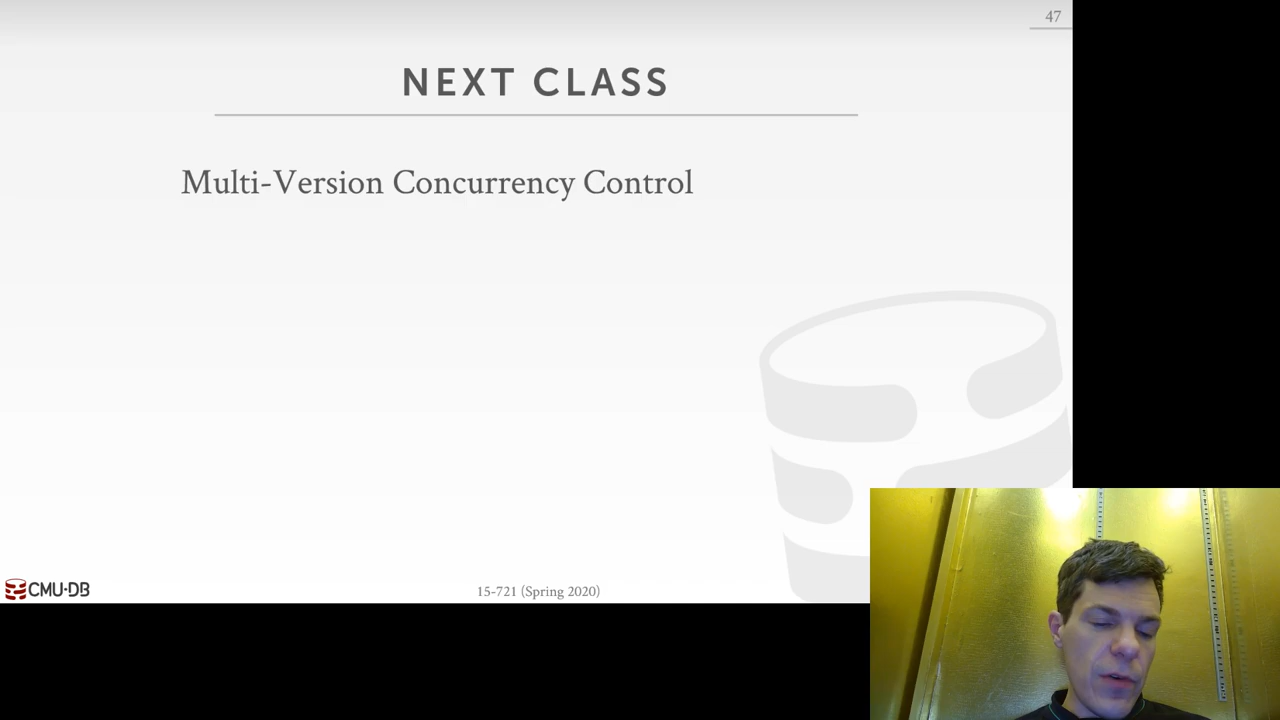 47
NEXT CLASS
Multi-Version Concurrency Control
CMU·DB
15-721 (Spring 2020)